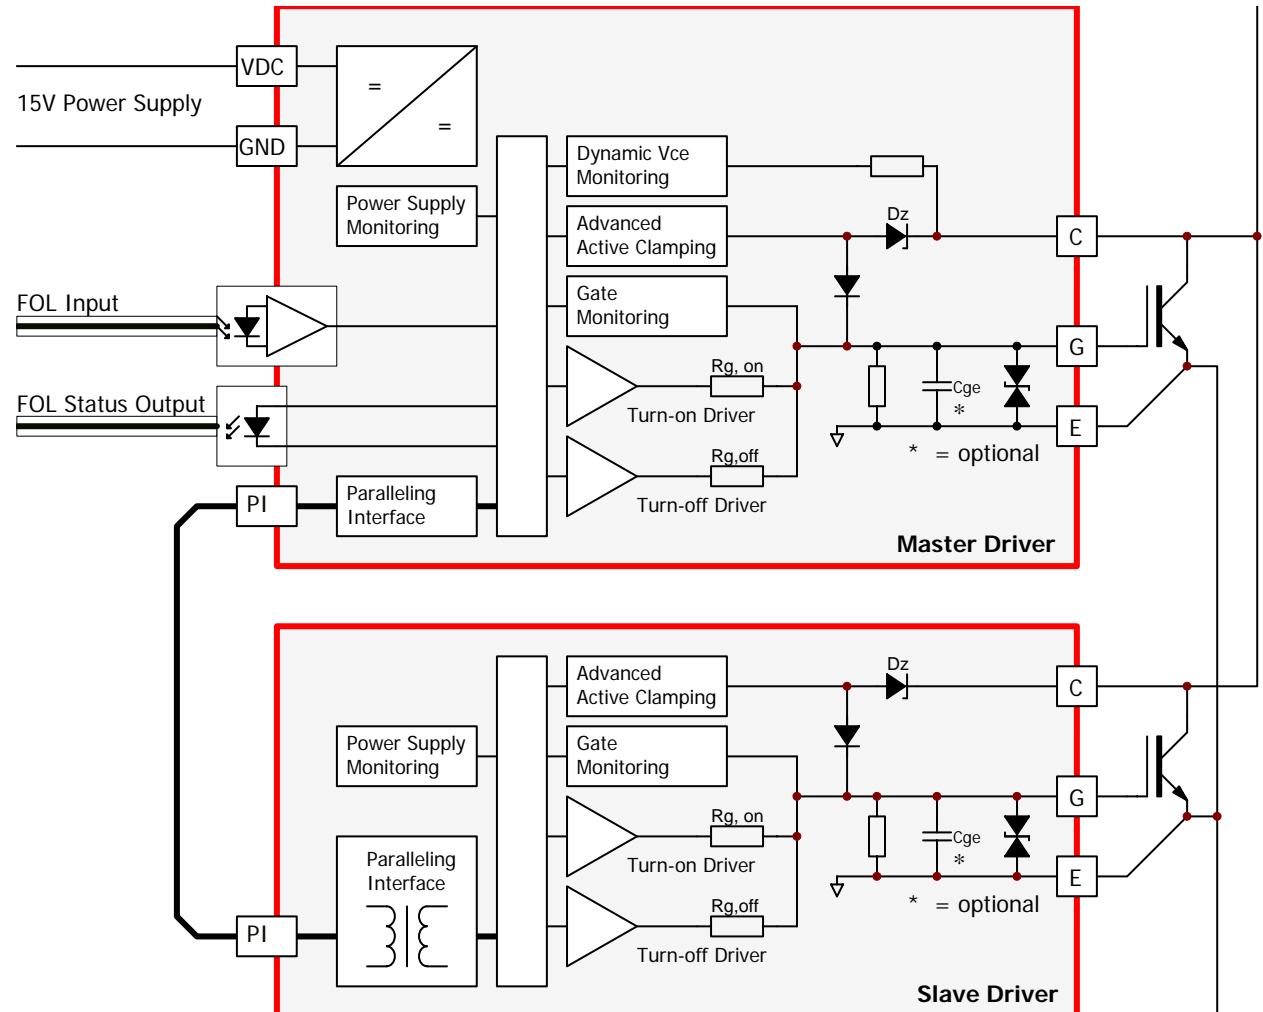 VDC
15V Power Supply
GND
=
=
Dynamic Vce
Monitoring
Power Supply
Monitoring
Advanced
Active Clamping
Dz
C
FOL Input
Gate
Monitoring
G
Rg, on
Turn-on Driver
Cge
*
FOL Status Output
E
* = optional
Rg,off
Turn-off Driver
PI
Paralleling
Interface
Master Driver
Advanced
Active Clamping
Dz
C
Power Supply
Monitoring
Gate
Monitoring
G
Rg, on
Turn-on Driver
Cge
*
Paralleling
Interface
E
* = optional
Rg,off
Turn-off Driver
PI
Slave Driver